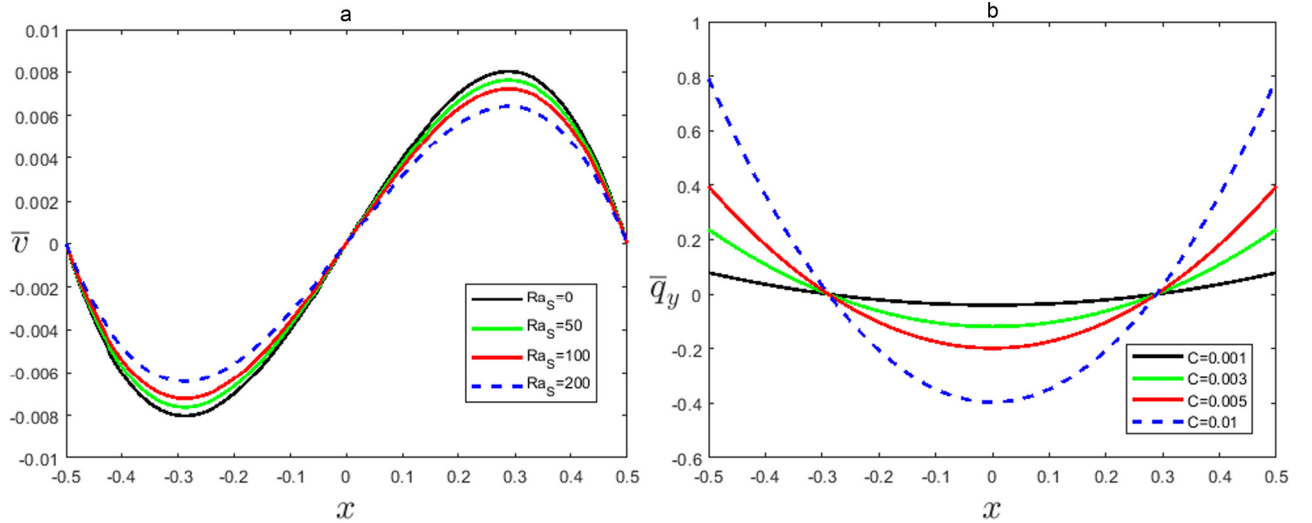 a
0.01
0.008
0.006
0.004
0.002
0
-0.002
-0.004
-0.006
-0.008
-0.01
v̅
-0.5 -0.4 -0.3 -0.2 -0.1 0 0.1 0.2 0.3 0.4 0.5
x
Ra_S=0
Ra_S=50
Ra_S=100
Ra_S=200
b
1
0.8
0.6
0.4
0.2
0
-0.2
-0.4
-0.6
q̅_y
-0.5 -0.4 -0.3 -0.2 -0.1 0 0.1 0.2 0.3 0.4 0.5
x
C=0.001
C=0.003
C=0.005
C=0.01